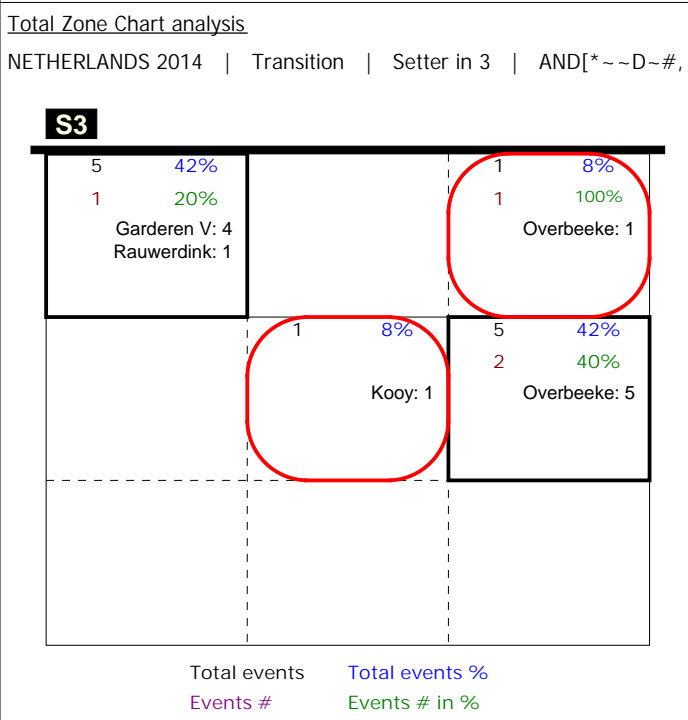 Total Zone Chart analysis
NETHERLANDS 2014 | Transition | Setter in 3 | AND[*~~D~#,
S3
5 42% 1 8%
1 20% 1 100%
Garderen V: 4 Overbeeke: 1
Rauwerdink: 1
1 8% 5 42%
2 40%
Kooy: 1 Overbeeke: 5
Total events Total events %
Events # Events # in %